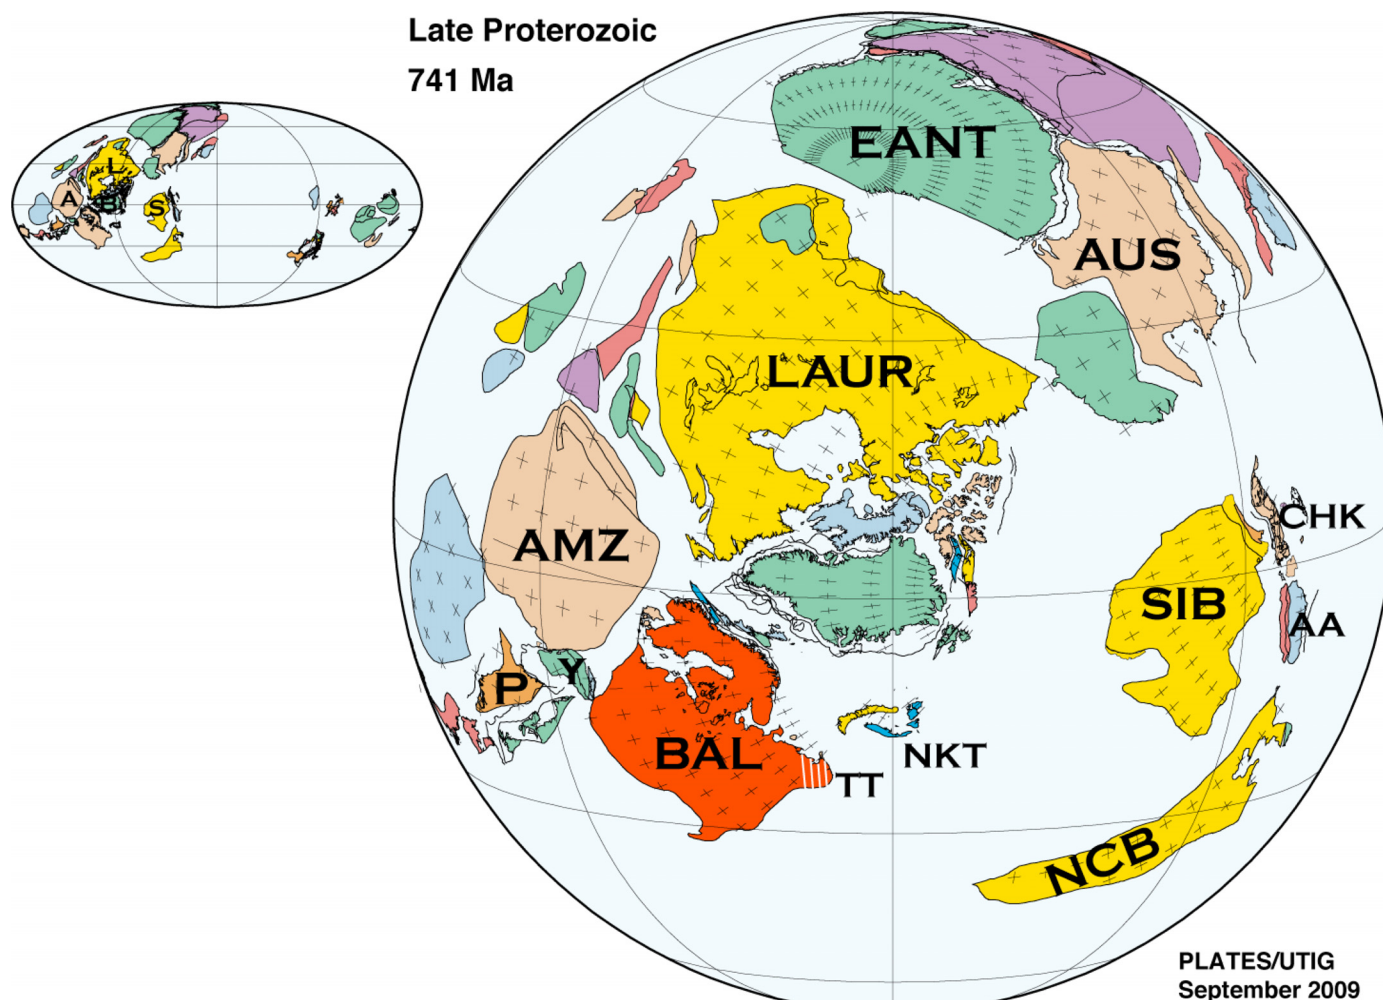 Late Proterozoic
741 Ma
EANT
AUS
L
A
B
S
LAUR
CHK
AMZ
SIB
AA
P
Y
BAL
NKT
TT
NCB
PLATES/UTIG
September 2009